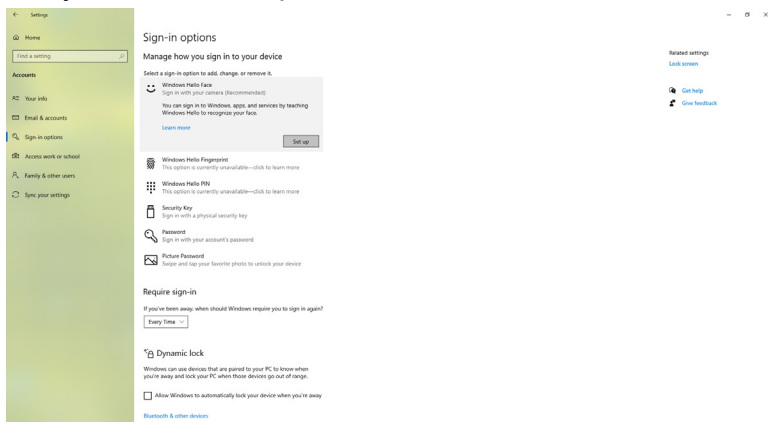 Settings
Home
Find a setting
Accounts
Your info
Email & accounts
Sign-in options
Access work or school
Family & other users
Sync your settings
Sign-in options
Manage how you sign in to your device
Select a sign-in option to add, change, or remove it.
Windows Hello Face
Sign in with your camera (Recommended)
You can sign in to Windows, apps, and services by teaching
Windows Hello to recognize your face.
Learn more
Set up
Windows Hello Fingerprint
This option is currently unavailable—click to learn more
Windows Hello PIN
This option is currently unavailable—click to learn more
Security Key
Sign in with a physical security key
Password
Sign in with your account's password
Picture Password
Swipe and tap your favorite photo to unlock your device
Require sign-in
If you've been away, when should Windows require you to sign in again?
Every Time
Dynamic lock
Windows can use devices that are paired to your PC to know when
you're away and lock your PC when those devices go out of range.
Allow Windows to automatically lock your device when you're away
Bluetooth & other devices
Related settings
Lock screen
Get help
Give feedback